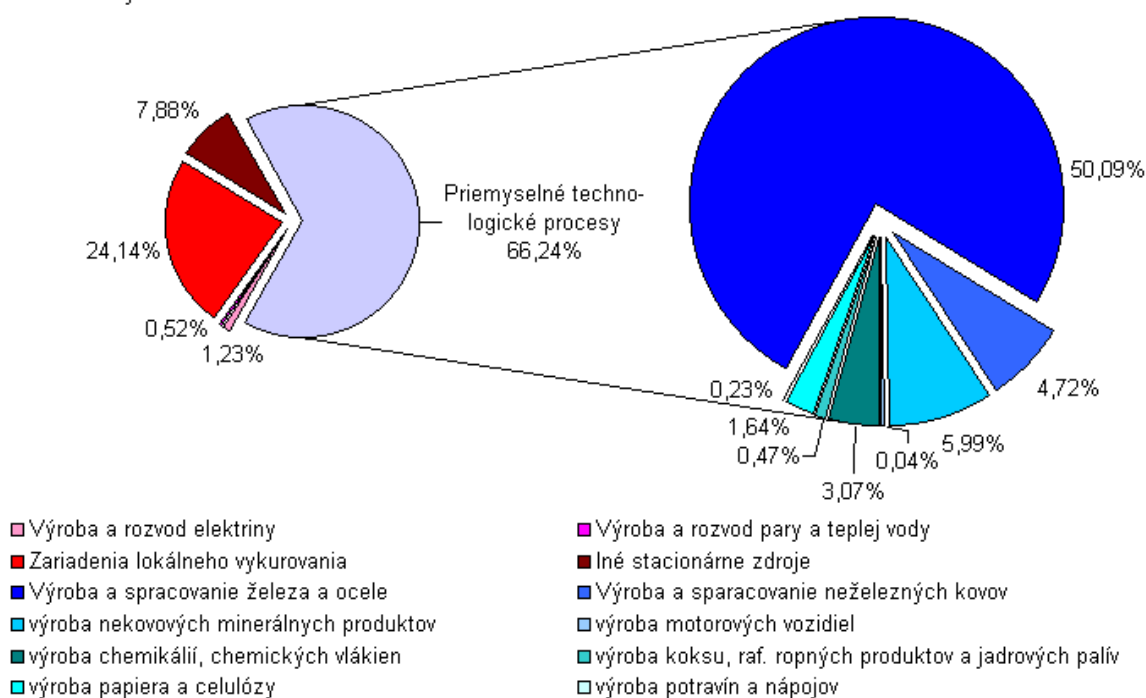 7,88%
50,09%
Priemyselné techno-
logické procesy
66,24%
24,14%
0,52%
1,23%
0,23%
4,72%
1,64%
5,99%
0,47%
0,04%
3,07%
Výroba a rozvod elektriny
Výroba a rozvod pary a teplej vody
Zariadenia lokálneho vykurovania
Iné stacionárne zdroje
Výroba a spracovanie železa a ocele
Výroba a sparacovanie neželezných kovov
výroba nekovových minerálnych produktov
výroba motorových vozidiel
výroba chemikálií, chemických vlákien
výroba koksu, raf. ropných produktov a jadrových palív
výroba papiera a celulózy
výroba potravín a nápojov